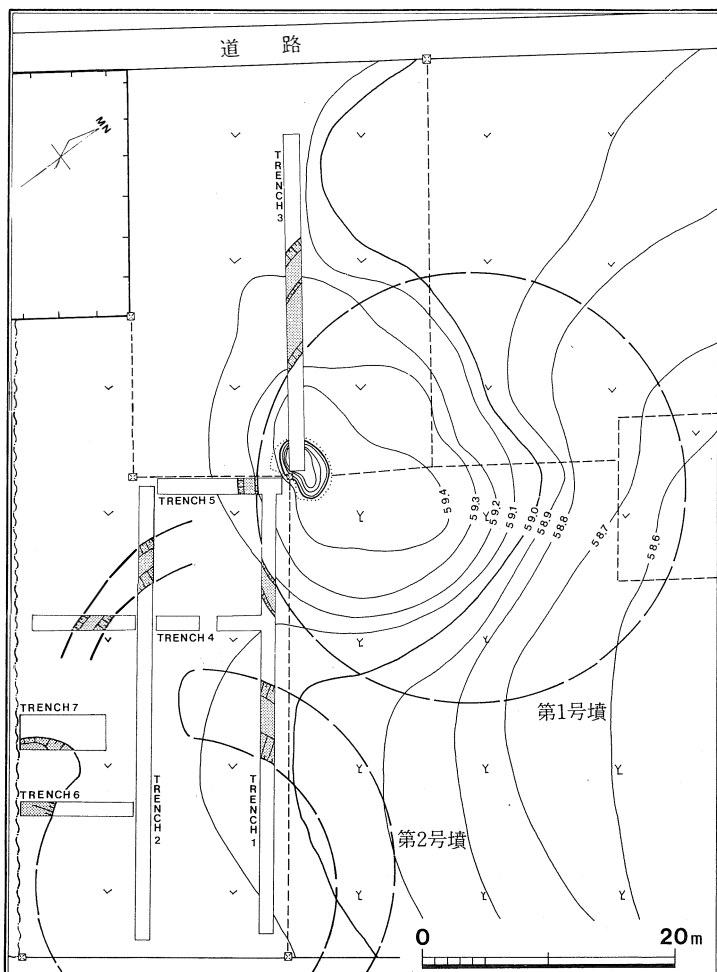 道 路
MN
TRENCH 3
59.4
59.3
59.2
59.1
59.0
58.9
58.8
58.7
58.6
TRENCH 5
TRENCH 4
第1号墳
TRENCH 7
TRENCH 6
TRENCH 2
TRENCH 1
第2号墳
0 20m